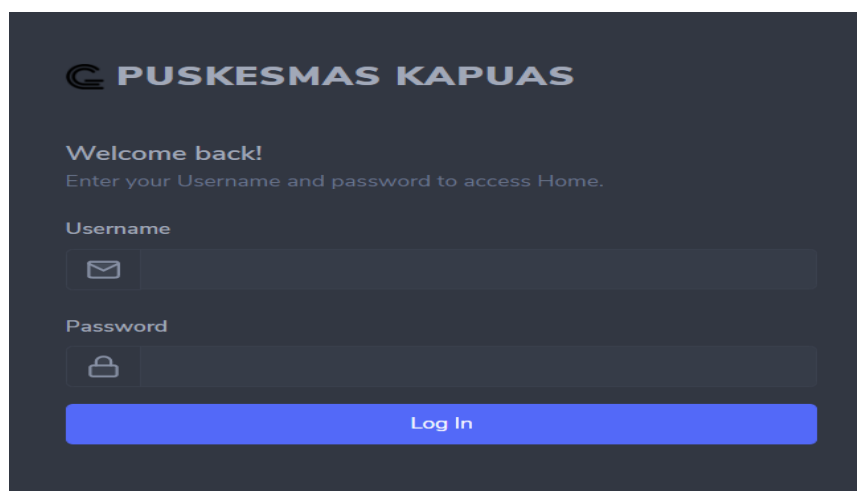 PUSKESMAS KAPUAS
Welcome back!
Enter your Username and password to access Home.
Username
Password
Log In